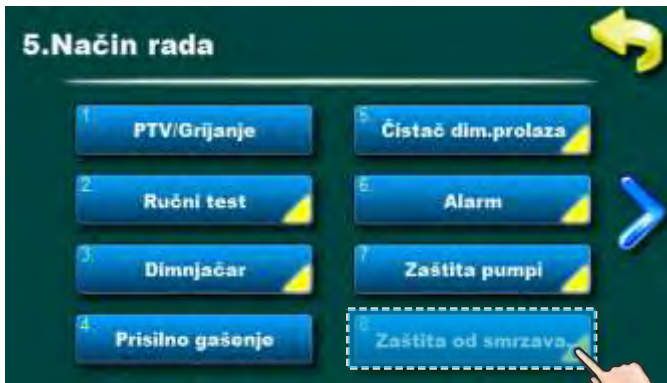 5.Način rada
1. PTV/Grijanje
2. Ručni test
3. Dimnjačar
4. Prisilno gašenje
5. Čistač dim.prolaza
6. Alarm
7. Zaštita pumpi
8. Zaštita od smrzava..